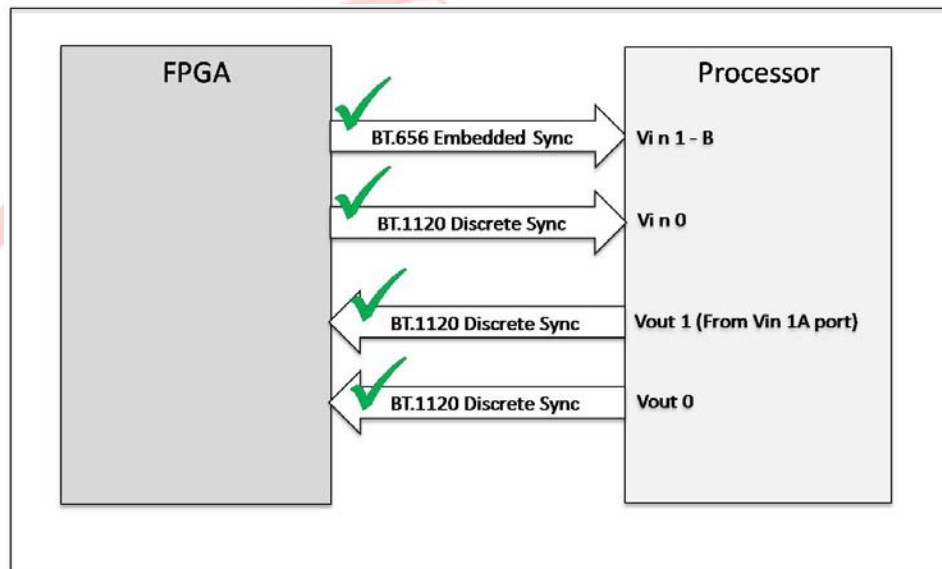 FPGA
Processor
BT.656 Embedded Sync
Vi n 1 - B
BT.1120 Discrete Sync
Vi n 0
BT.1120 Discrete Sync
Vout 1 (From Vin 1A port)
BT.1120 Discrete Sync
Vout 0